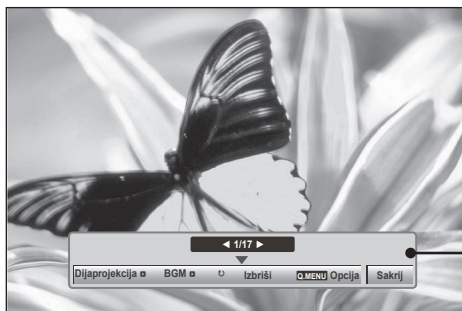 ◄ 1/17 ►
Dijaprojekcija BGM ↻ Izbriši Q.MENU Opcija Sakrij